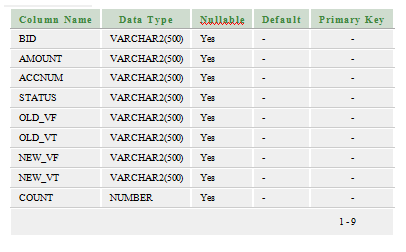 Column Name Data Type Nullable Default Primary Key
BID VARCHAR2(500) Yes - -
AMOUNT VARCHAR2(500) Yes - -
ACCNUM VARCHAR2(500) Yes - -
STATUS VARCHAR2(500) Yes - -
OLD_VF VARCHAR2(500) Yes - -
OLD_VT VARCHAR2(500) Yes - -
NEW_VF VARCHAR2(500) Yes - -
NEW_VT VARCHAR2(500) Yes - -
COUNT NUMBER Yes - -
1 - 9